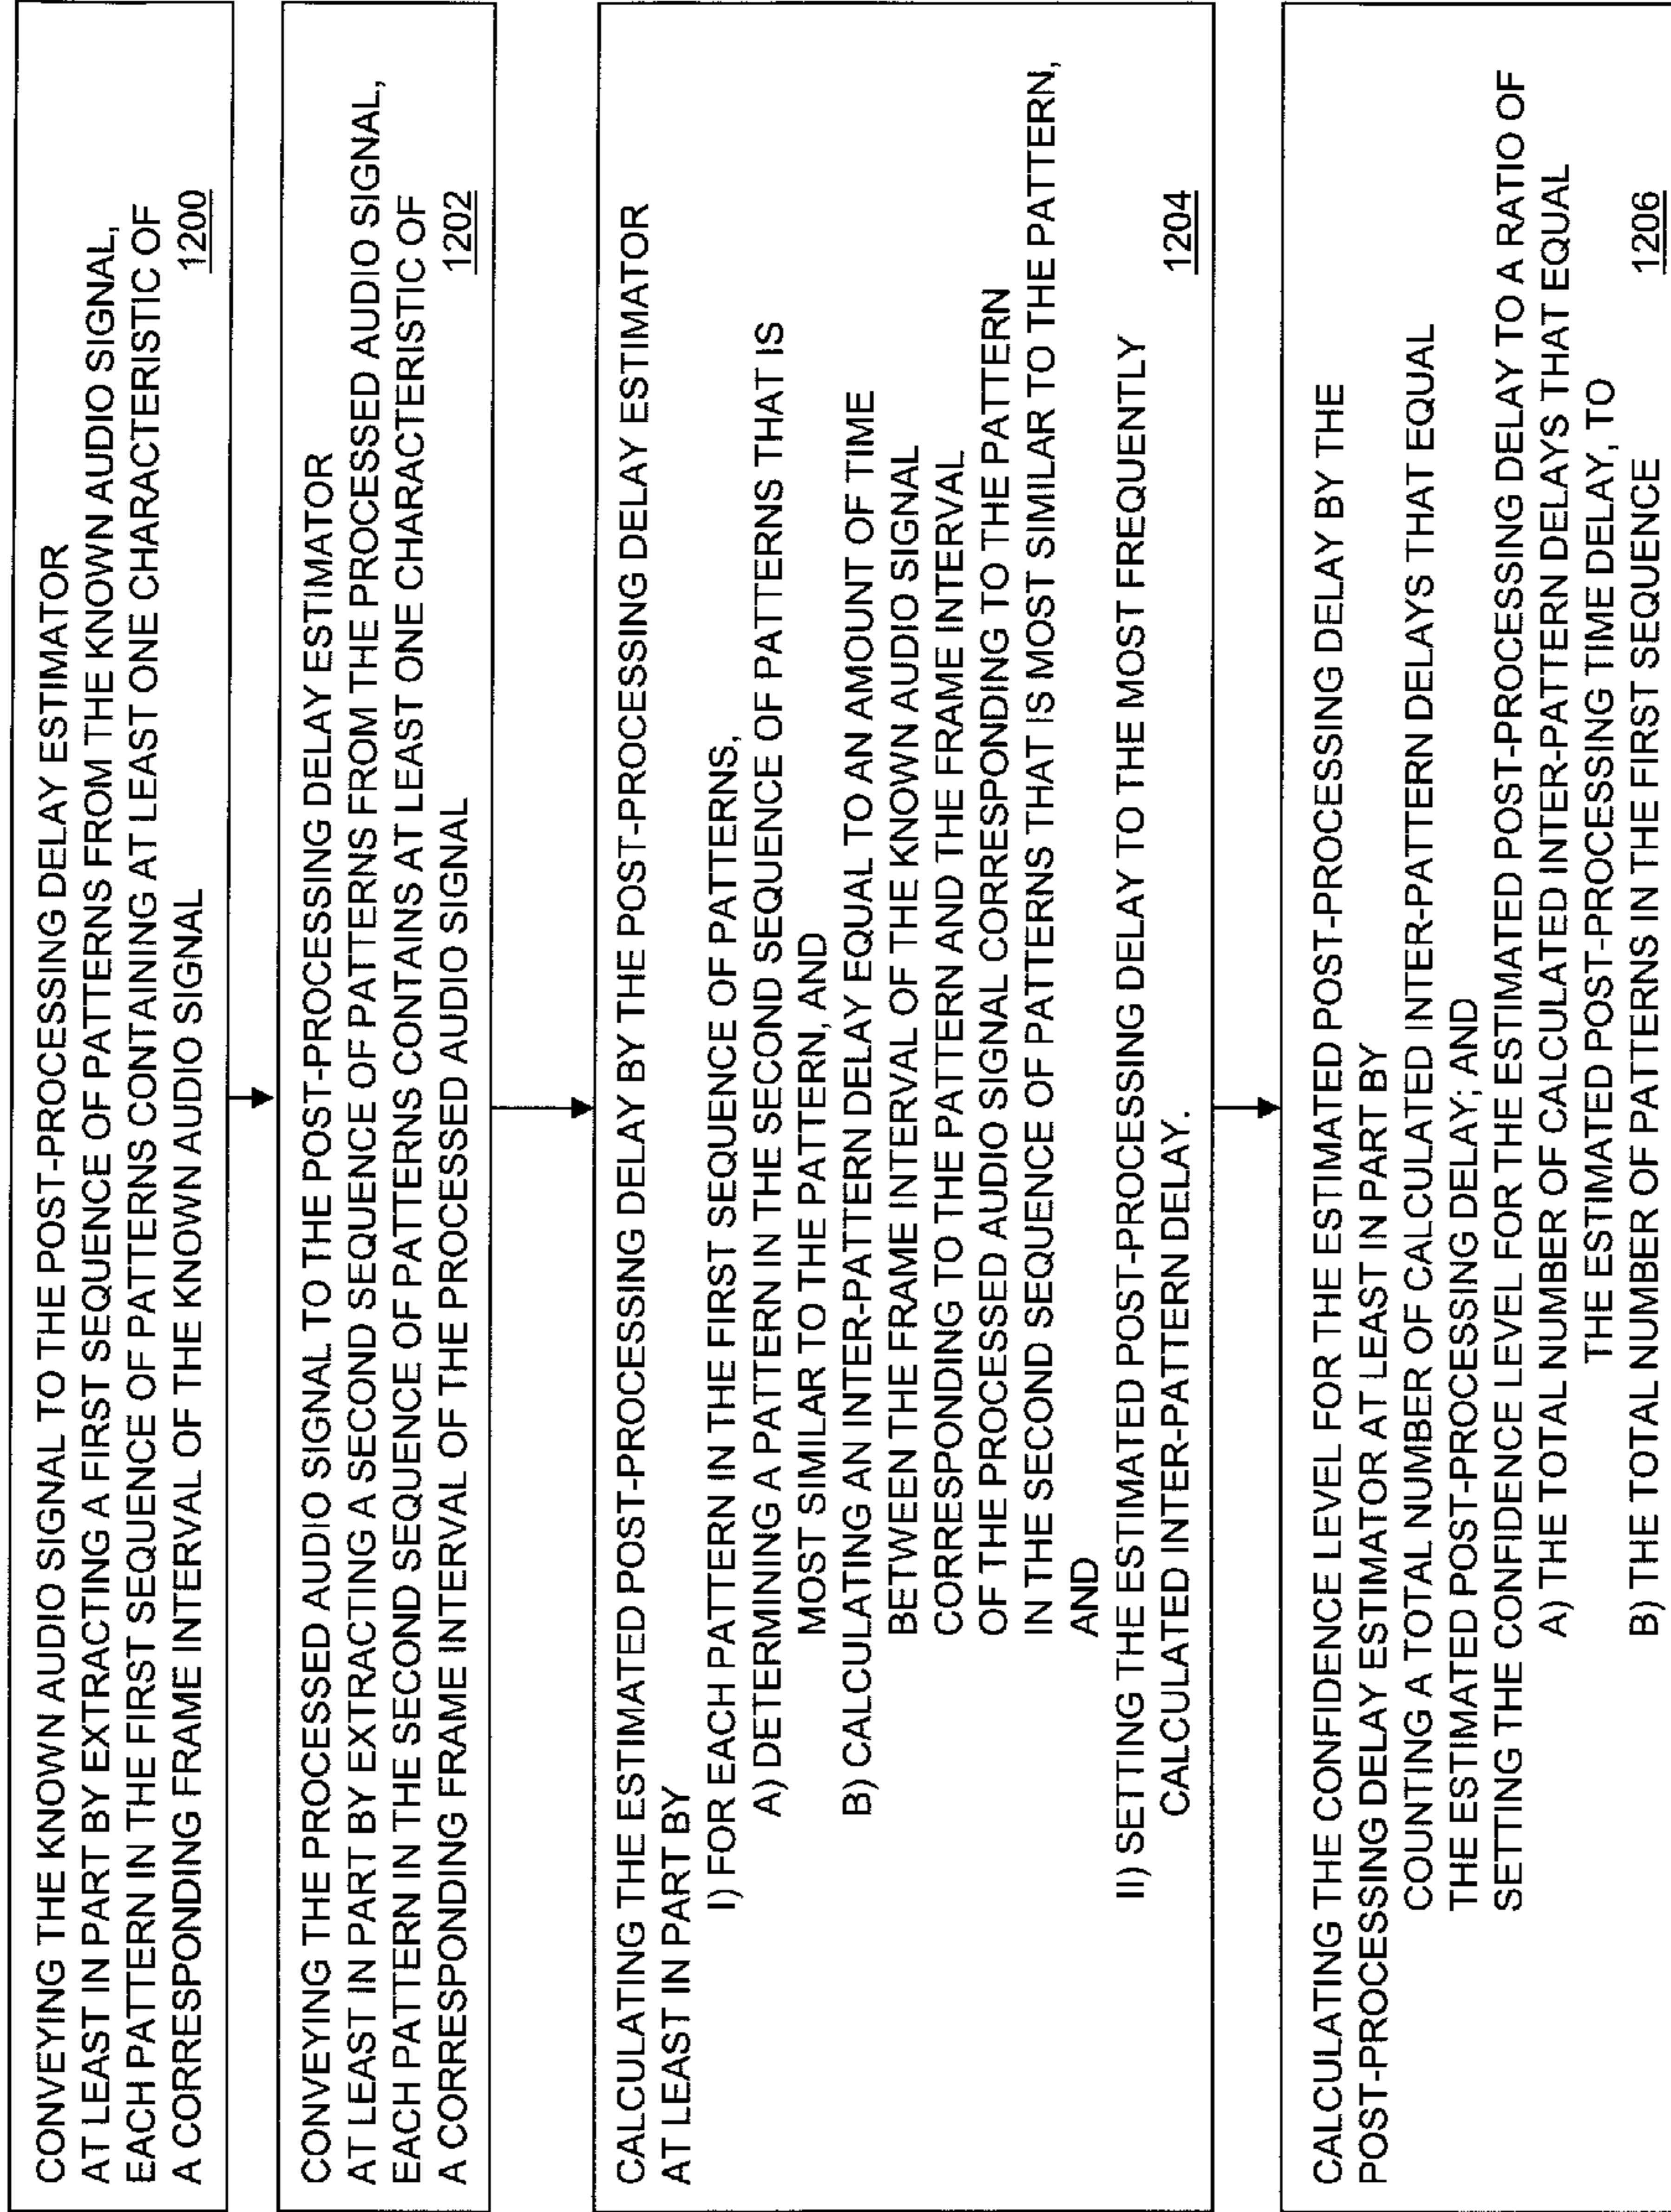 CONVEYING THE KNOWN AUDIO SIGNAL TO THE POST-PROCESSING DELAY ESTIMATOR
AT LEAST IN PART BY EXTRACTING A FIRST SEQUENCE OF PATTERNS FROM THE KNOWN AUDIO SIGNAL,
EACH PATTERN IN THE FIRST SEQUENCE OF PATTERNS CONTAINING AT LEAST ONE CHARACTERISTIC OF
A CORRESPONDING FRAME INTERVAL OF THE KNOWN AUDIO SIGNAL
1200
CONVEYING THE PROCESSED AUDIO SIGNAL TO THE POST-PROCESSING DELAY ESTIMATOR
AT LEAST IN PART BY EXTRACTING A SECOND SEQUENCE OF PATTERNS FROM THE PROCESSED AUDIO SIGNAL,
EACH PATTERN IN THE SECOND SEQUENCE OF PATTERNS CONTAINS AT LEAST ONE CHARACTERISTIC OF
A CORRESPONDING FRAME INTERVAL OF THE PROCESSED AUDIO SIGNAL
1202
CALCULATING THE ESTIMATED POST-PROCESSING DELAY BY THE POST-PROCESSING DELAY ESTIMATOR
AT LEAST IN PART BY
I) FOR EACH PATTERN IN THE FIRST SEQUENCE OF PATTERNS,
A) DETERMINING A PATTERN IN THE SECOND SEQUENCE OF PATTERNS THAT IS
MOST SIMILAR TO THE PATTERN, AND
B) CALCULATING AN INTER-PATTERN DELAY EQUAL TO AN AMOUNT OF TIME
BETWEEN THE FRAME INTERVAL OF THE KNOWN AUDIO SIGNAL
CORRESPONDING TO THE PATTERN AND THE FRAME INTERVAL
OF THE PROCESSED AUDIO SIGNAL CORRESPONDING TO THE PATTERN
IN THE SECOND SEQUENCE OF PATTERNS THAT IS MOST SIMILAR TO THE PATTERN,
AND
II) SETTING THE ESTIMATED POST-PROCESSING DELAY TO THE MOST FREQUENTLY
CALCULATED INTER-PATTERN DELAY.
1204
CALCULATING THE CONFIDENCE LEVEL FOR THE ESTIMATED POST-PROCESSING DELAY BY THE
POST-PROCESSING DELAY ESTIMATOR AT LEAST IN PART BY
COUNTING A TOTAL NUMBER OF CALCULATED INTER-PATTERN DELAYS THAT EQUAL
THE ESTIMATED POST-PROCESSING DELAY; AND
SETTING THE CONFIDENCE LEVEL FOR THE ESTIMATED POST-PROCESSING DELAY TO A RATIO OF
A) THE TOTAL NUMBER OF CALCULATED INTER-PATTERN DELAYS THAT EQUAL
THE ESTIMATED POST-PROCESSING TIME DELAY, TO
B) THE TOTAL NUMBER OF PATTERNS IN THE FIRST SEQUENCE
1206